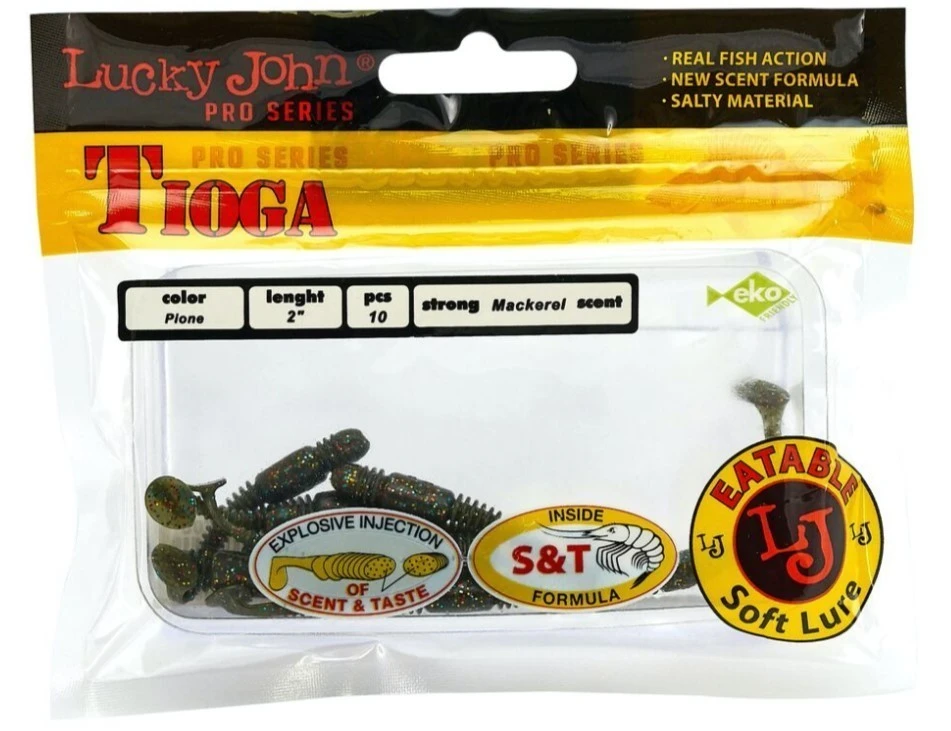 Lucky John®
PRO SERIES
· REAL FISH ACTION
· NEW SCENT FORMULA
· SALTY MATERIAL
PRO SERIES PRO SERIES
TIOGA
color
Plone
lenght
2"
pcs
10
strong Mackerel scent
eko
FRIENDLY
EXPLOSIVE INJECTION
OF
SCENT & TASTE
INSIDE
S&T
FORMULA
EATABLE
LJ LJ LJ
Soft Lure